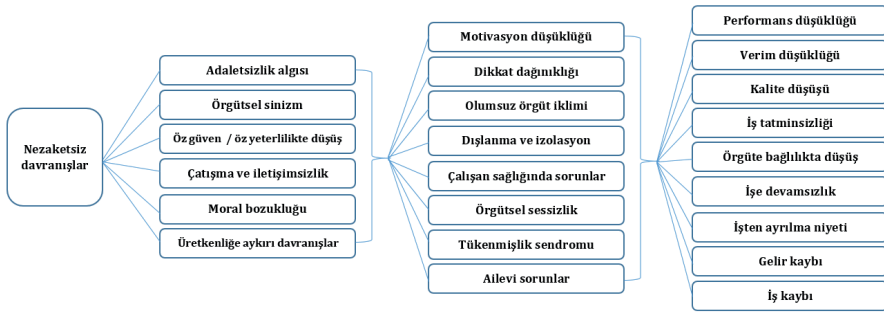 Nezaketsiz
davranışlar
Adaletsizlik algısı
Örgütsel sinizm
Öz güven / öz yeterlilikte düşüş
Çatışma ve iletişimsizlik
Moral bozukluğu
Üretkenliğe aykırı davranışlar
Motivasyon düşüklüğü
Dikkat dağınıklığı
Olumsuz örgüt iklimi
Dışlanma ve izolasyon
Çalışan sağlığında sorunlar
Örgütsel sessizlik
Tükenmişlik sendromu
Ailevi sorunlar
Performans düşüklüğü
Verim düşüklüğü
Kalite düşüşü
İş tatminsizliği
Örgüte bağlılıkta düşüş
İşe devamsızlık
İşten ayrılma niyeti
Gelir kaybı
İş kaybı